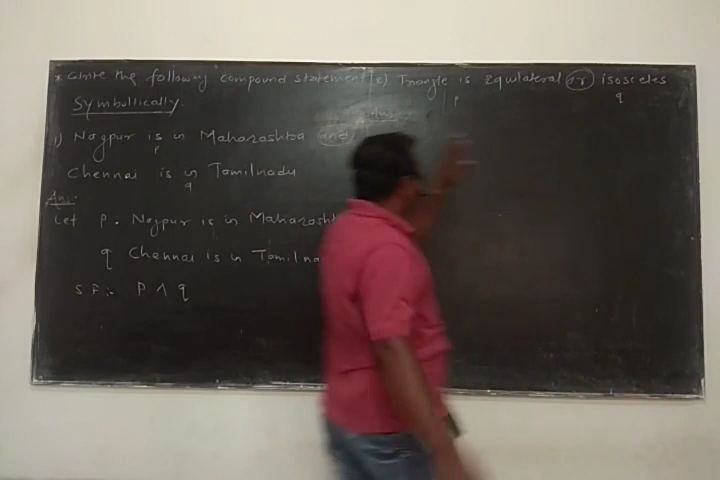 * Write the following compound statement
Symbollically.
1) Nagpur is in Maharashtra and
p
Chennai is in Tamilnadu
q
Ans:-
Let p. Nagpur is in Maharasht
q Chennai is in Tamilna
S F:- P ∧ q
2) Triangle is equilateral or isosceles
p q